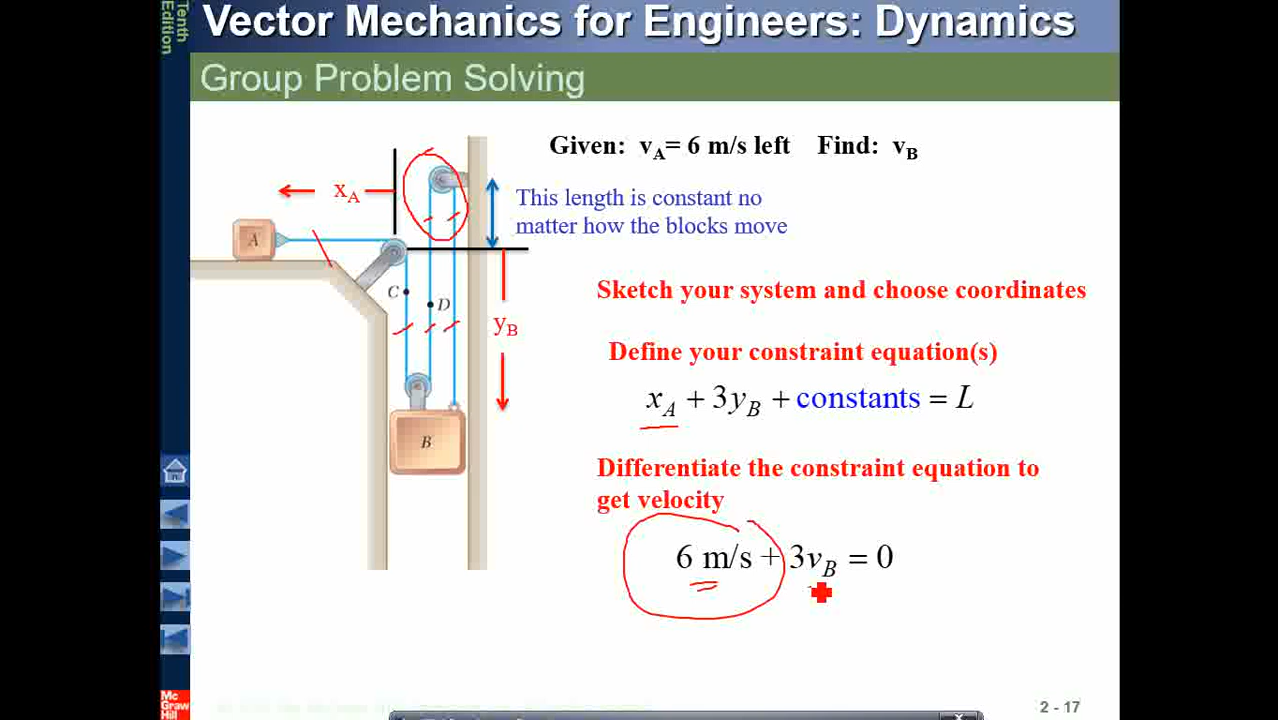 Tenth
Edition
Vector Mechanics for Engineers: Dynamics
Group Problem Solving
Given: vA= 6 m/s left Find: vB
xA
This length is constant no
matter how the blocks move
A
C
D
yB
B
Sketch your system and choose coordinates
Define your constraint equation(s)
xA + 3yB + constants = L
Differentiate the constraint equation to
get velocity
6 m/s + 3vB = 0
Mc
Graw
Hill
2 - 17